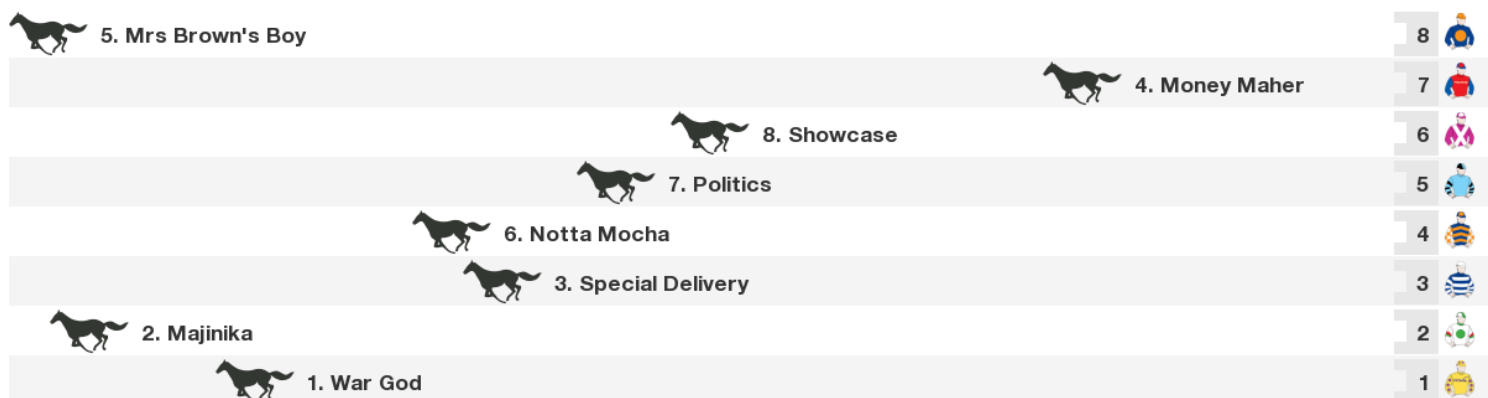 5. Mrs Brown's Boy 8
4. Money Maher 7
8. Showcase 6
7. Politics 5
6. Notta Mocha 4
3. Special Delivery 3
2. Majinika 2
1. War God 1